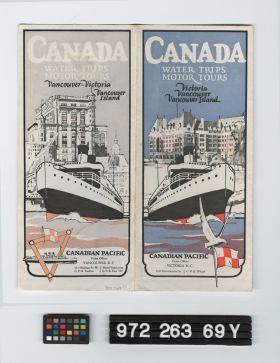 CANADA
WATER TRIPS
MOTOR TOURS
Vancouver-Victoria
Vancouver
Island
CANADIAN PACIFIC
VANCOUVER B.C.
CANADA
WATER TRIPS
MOTOR TOURS
Victoria
Vancouver
Vancouver Island
CANADIAN PACIFIC
VICTORIA B.C.
972 263 69 Y